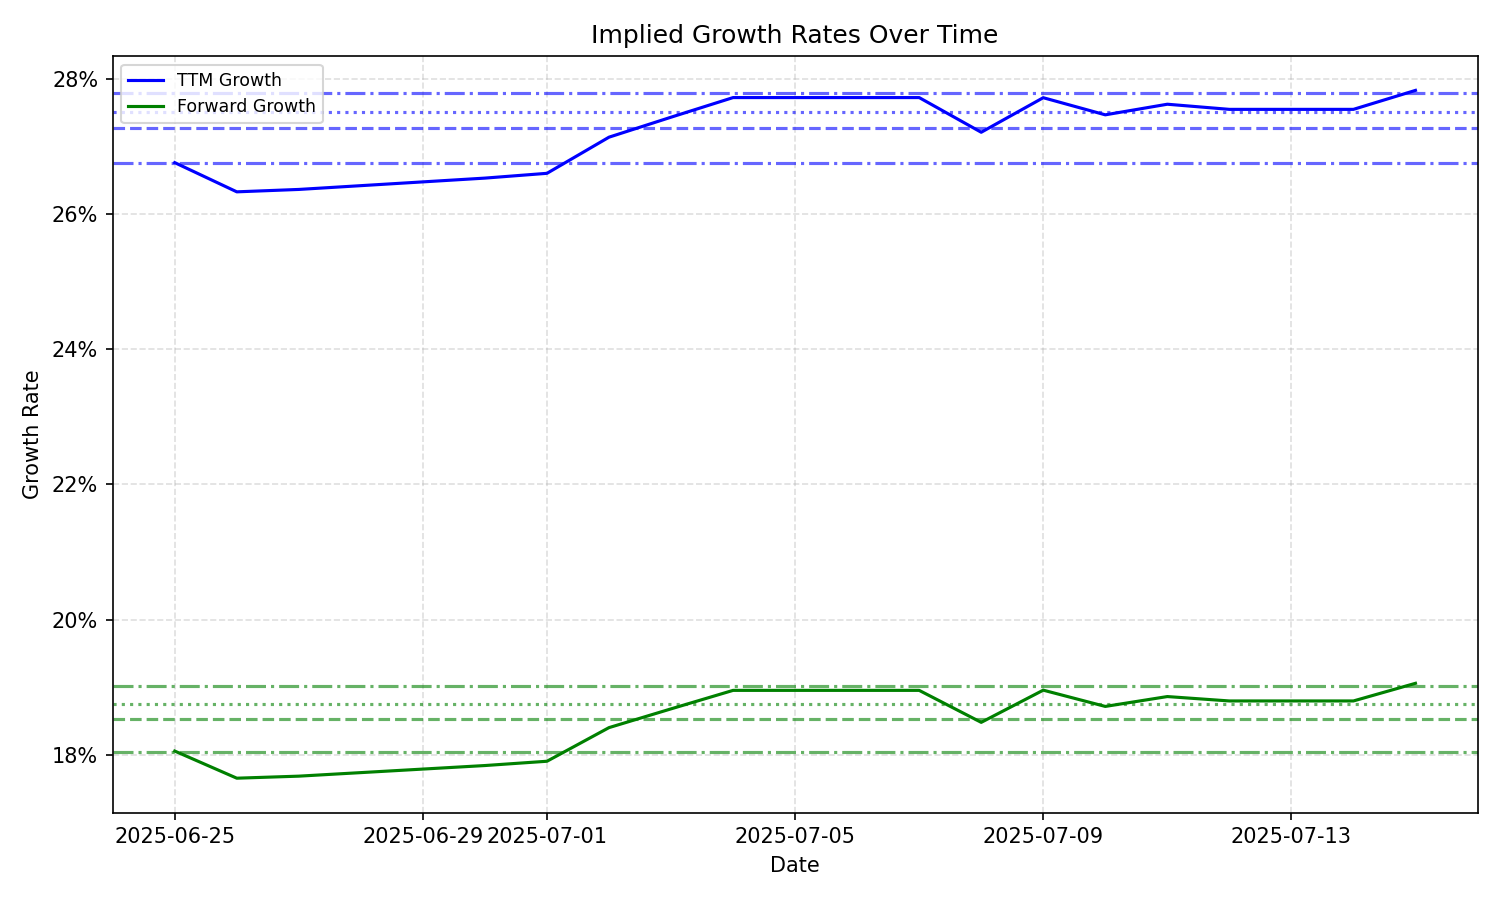 Implied Growth Rates Over Time
TTM Growth
Forward Growth
28%
26%
24%
22%
20%
18%
Growth Rate
2025-06-25 2025-06-29 2025-07-01 2025-07-05 2025-07-09 2025-07-13
Date